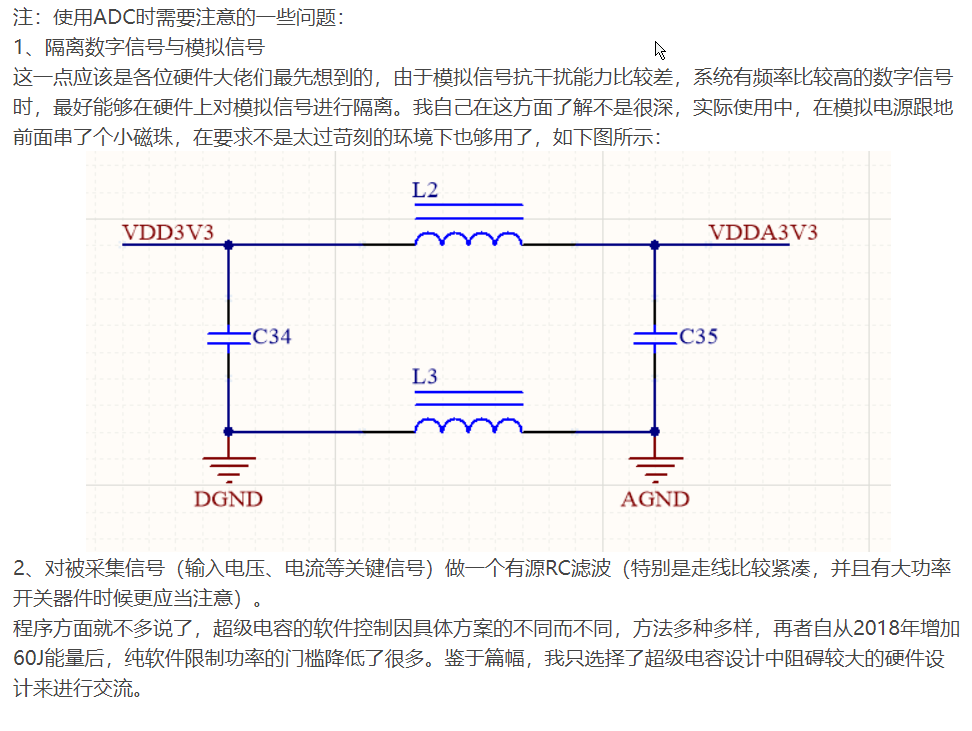 注：使用ADC时需要注意的一些问题：
1、隔离数字信号与模拟信号
这一点应该是各位硬件大佬们最先想到的，由于模拟信号抗干扰能力比较差，系统有频率比较高的数字信号
时，最好能够在硬件上对模拟信号进行隔离。我自己在这方面了解不是很深，实际使用中，在模拟电源跟地
前面串了个小磁珠，在要求不是太过苛刻的环境下也够用了，如下图所示：
L2
VDD3V3
VDDA3V3
C34
C35
L3
DGND
AGND
2、对被采集信号（输入电压、电流等关键信号）做一个有源RC滤波（特别是走线比较紧凑，并且有大功率
开关器件时候更应当注意）。
程序方面就不多说了，超级电容的软件控制因具体方案的不同而不同，方法多种多样，再者自从2018年增加
60J能量后，纯软件限制功率的门槛降低了很多。鉴于篇幅，我只选择了超级电容设计中阻碍较大的硬件设
计来进行交流。